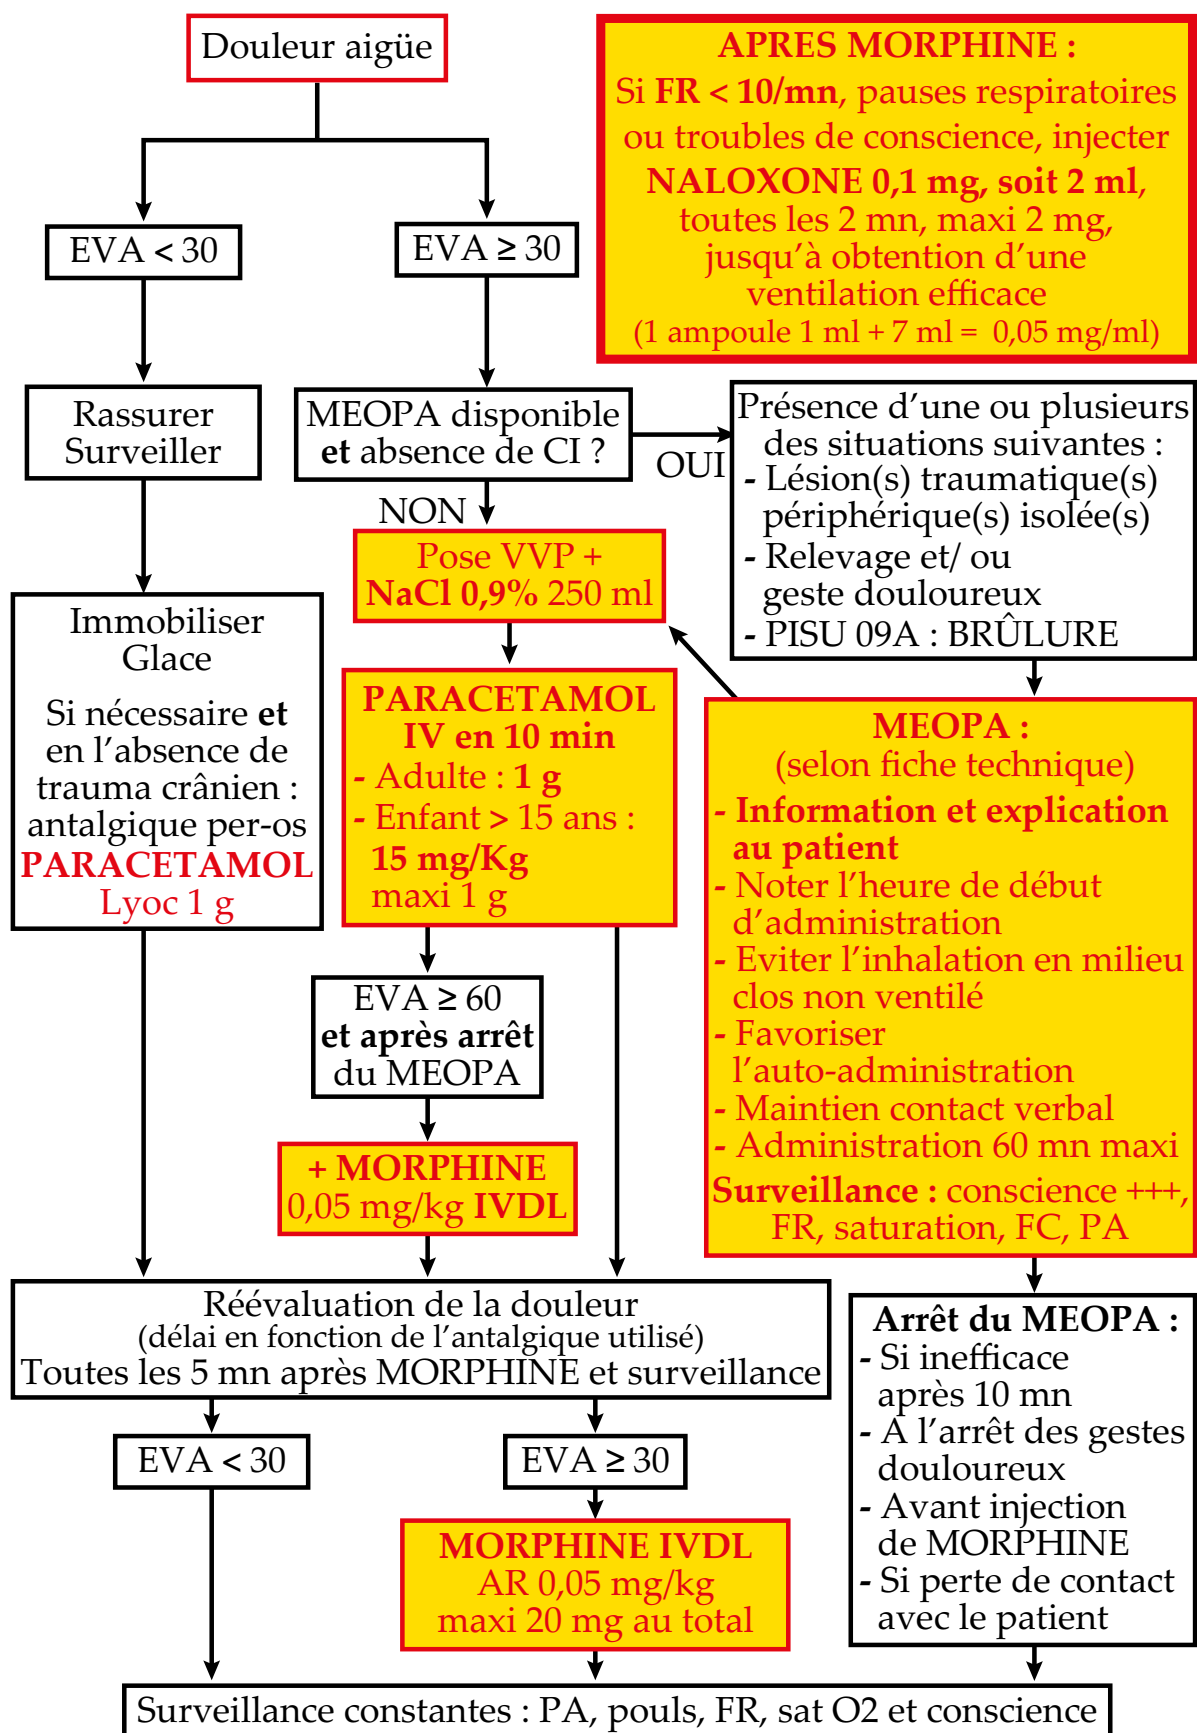 Douleur aigüe
APRES MORPHINE :
Si FR < 10/mn, pauses respiratoires
ou troubles de conscience, injecter
NALOXONE 0,1 mg, soit 2 ml,
toutes les 2 mn, maxi 2 mg,
jusqu’à obtention d’une
ventilation efficace
(1 ampoule 1 ml + 7 ml = 0,05 mg/ml)
EVA < 30
EVA ≥ 30
Rassurer
Surveiller
MEOPA disponible
et absence de CI ?
OUI
NON
Présence d’une ou plusieurs
des situations suivantes :
- Lésion(s) traumatique(s)
périphérique(s) isolée(s)
- Relevage et/ ou
geste douloureux
- PISU 09A : BRÛLURE
Pose VVP +
NaCl 0,9% 250 ml
Immobiliser
Glace
Si nécessaire et
en l’absence de
trauma crânien :
antalgique per-os
PARACETAMOL
Lyoc 1 g
PARACETAMOL
IV en 10 min
- Adulte : 1 g
- Enfant > 15 ans :
15 mg/Kg
maxi 1 g
MEOPA :
(selon fiche technique)
- Information et explication
au patient
- Noter l’heure de début
d’administration
- Eviter l’inhalation en milieu
clos non ventilé
- Favoriser
l’auto-administration
- Maintien contact verbal
- Administration 60 mn maxi
Surveillance : conscience +++,
FR, saturation, FC, PA
EVA ≥ 60
et après arrêt
du MEOPA
+ MORPHINE
0,05 mg/kg IVDL
Réévaluation de la douleur
(délai en fonction de l’antalgique utilisé)
Toutes les 5 mn après MORPHINE et surveillance
Arrêt du MEOPA :
- Si inefficace
après 10 mn
- A l’arrêt des gestes
douloureux
- Avant injection
de MORPHINE
- Si perte de contact
avec le patient
EVA < 30
EVA ≥ 30
MORPHINE IVDL
AR 0,05 mg/kg
maxi 20 mg au total
Surveillance constantes : PA, pouls, FR, sat O2 et conscience